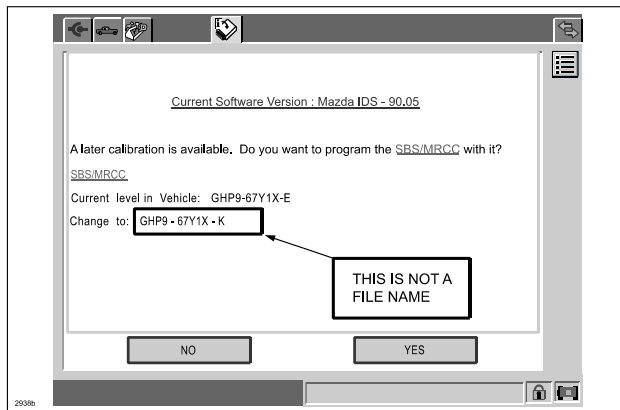 Current Software Version : Mazda IDS - 90.05
A later calibration is available. Do you want to program the SBS/MRCC with it?
SBS/MRCC
Current level in Vehicle: GHP9-67Y1X-E
Change to: GHP9 - 67Y1X - K
THIS IS NOT A
FILE NAME
NO YES
2938b